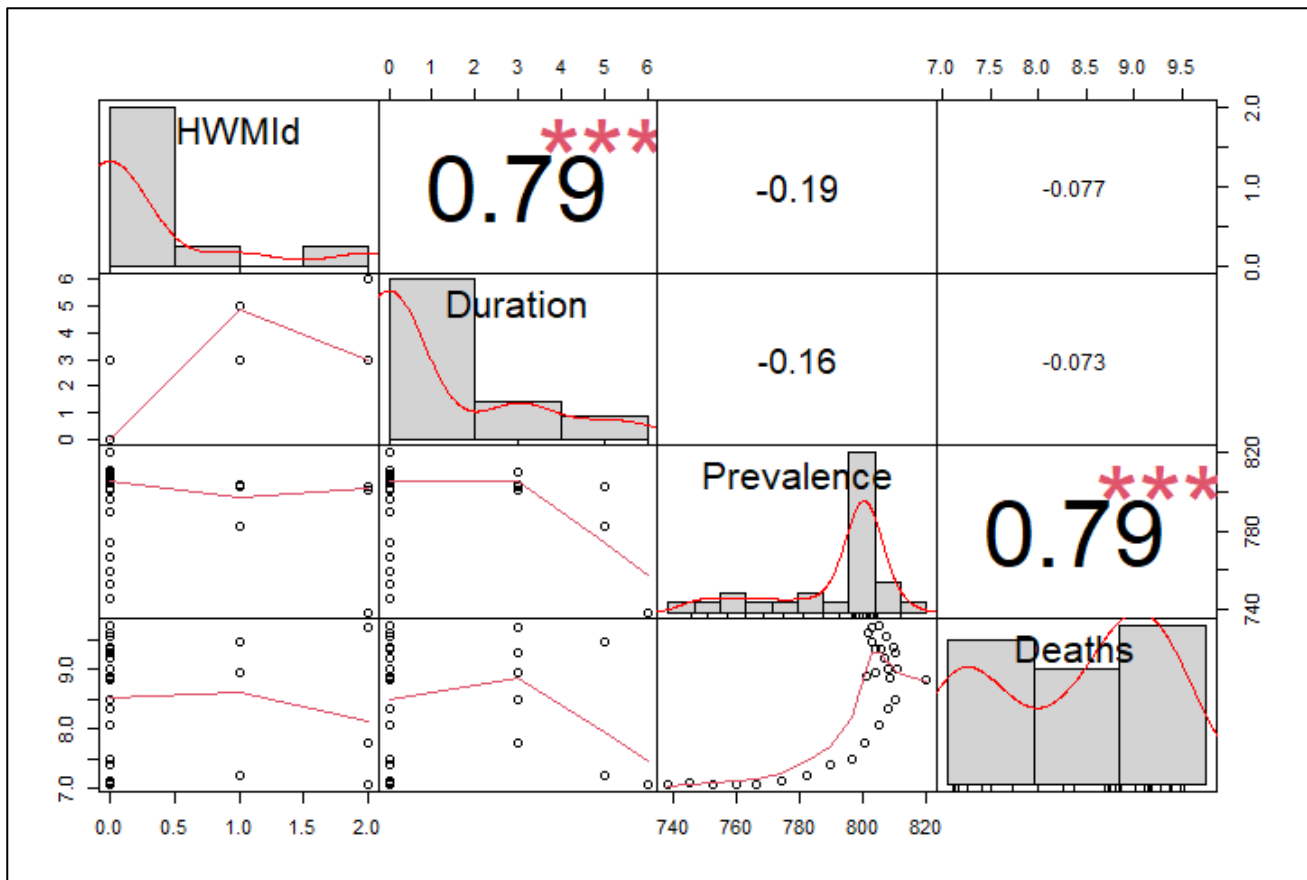 0 1 2 3 4 5 6 7.0 7.5 8.0 8.5 9.0 9.5
HWMId 0.79 *** -0.19 -0.077 0.0 1.0 2.0
0 1 2 3 4 5 6 Duration -0.16 -0.073
Prevalence 0.79 *** 740 780 820
7.0 8.0 9.0 Deaths
0.0 0.5 1.0 1.5 2.0 740 760 780 800 820